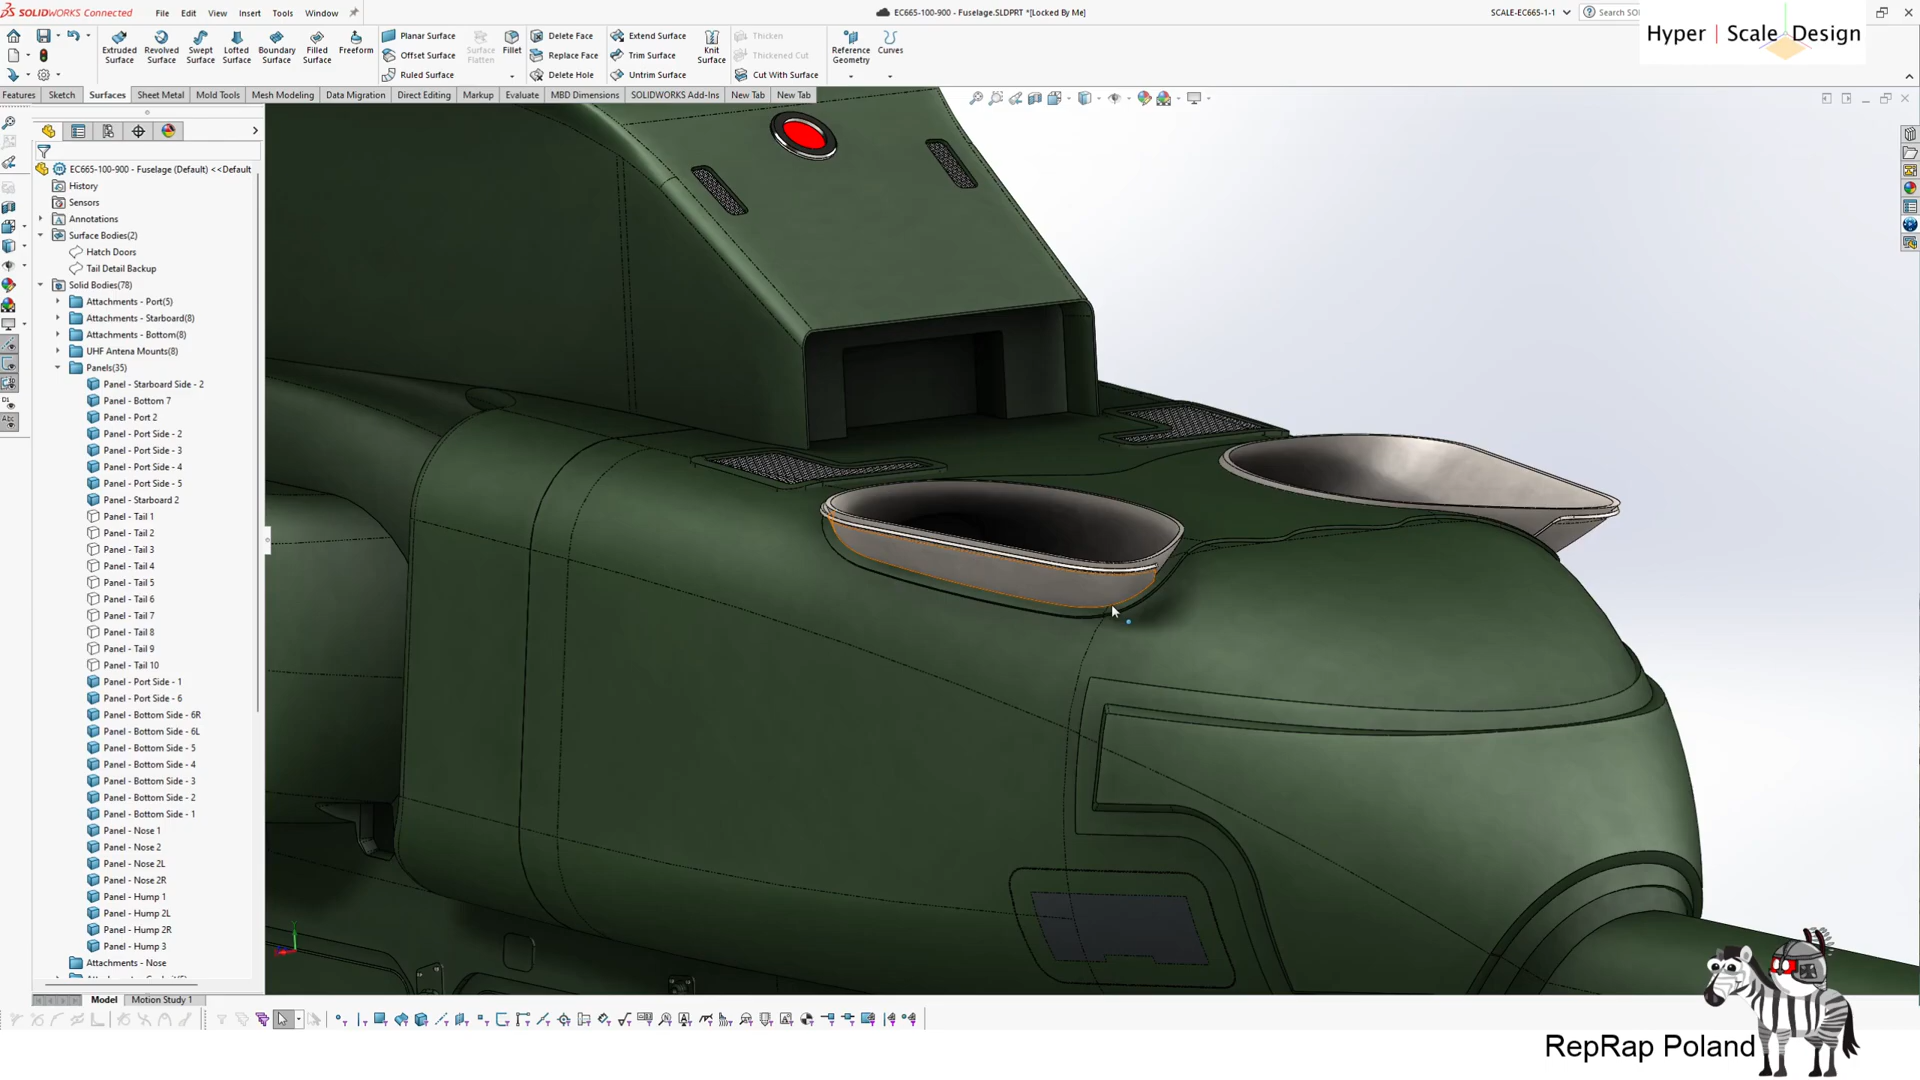 SOLIDWORKS Connected
File
Edit
View
Insert
Tools
Window
EC665-100-900 - Fuselage.SLDPRT *[Locked By Me]
SCALE-EC665-1-1
Hyper | Scale Design
Extruded Surface
Revolved Surface
Swept Surface
Lofted Surface
Boundary Surface
Filled Surface
Freeform
Planar Surface
Offset Surface
Ruled Surface
Surface Flatten
Fillet
Delete Face
Replace Face
Delete Hole
Extend Surface
Trim Surface
Untrim Surface
Knit Surface
Thicken
Thickened Cut
Cut With Surface
Reference Geometry
Curves
Features
Sketch
Surfaces
Sheet Metal
Mold Tools
Mesh Modeling
Data Migration
Direct Editing
Markup
Evaluate
MBD Dimensions
SOLIDWORKS Add-Ins
New Tab
New Tab
EC665-100-900 - Fuselage (Default) <<Default
History
Sensors
Annotations
Surface Bodies(2)
Hatch Doors
Tail Detail Backup
Solid Bodies(78)
Attachments - Port(5)
Attachments - Starboard(8)
Attachments - Bottom(8)
UHF Antena Mounts(8)
Panels(35)
Panel - Starboard Side - 2
Panel - Bottom 7
Panel - Port 2
Panel - Port Side - 2
Panel - Port Side - 3
Panel - Port Side - 4
Panel - Port Side - 5
Panel - Starboard 2
Panel - Tail 1
Panel - Tail 2
Panel - Tail 3
Panel - Tail 4
Panel - Tail 5
Panel - Tail 6
Panel - Tail 7
Panel - Tail 8
Panel - Tail 9
Panel - Tail 10
Panel - Port Side - 1
Panel - Port Side - 6
Panel - Bottom Side - 6R
Panel - Bottom Side - 6L
Panel - Bottom Side - 5
Panel - Bottom Side - 4
Panel - Bottom Side - 3
Panel - Bottom Side - 2
Panel - Bottom Side - 1
Panel - Nose 1
Panel - Nose 2
Panel - Nose 2L
Panel - Nose 2R
Panel - Hump 1
Panel - Hump 2L
Panel - Hump 2R
Panel - Hump 3
Attachments - Nose
Model
Motion Study 1
RepRap Poland